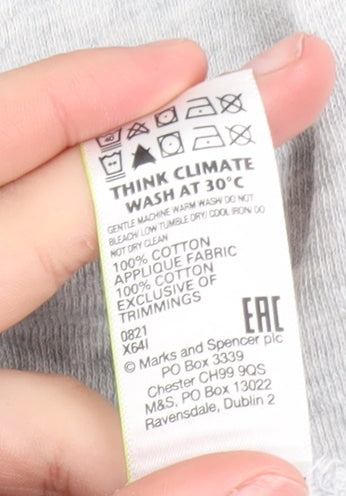 40
THINK CLIMATE
WASH AT 30°C
GENTLE MACHINE WARM WASH/ DO NOT
BLEACH/ LOW TUMBLE DRY/ COOL IRON/ DO
NOT DRY CLEAN
100% COTTON
APPLIQUE FABRIC
100% COTTON
EXCLUSIVE OF
TRIMMINGS
0821
X64I
EAC
© Marks and Spencer plc
PO Box 3339
Chester CH99 9QS
M&S, PO Box 13022
Ravensdale, Dublin 2